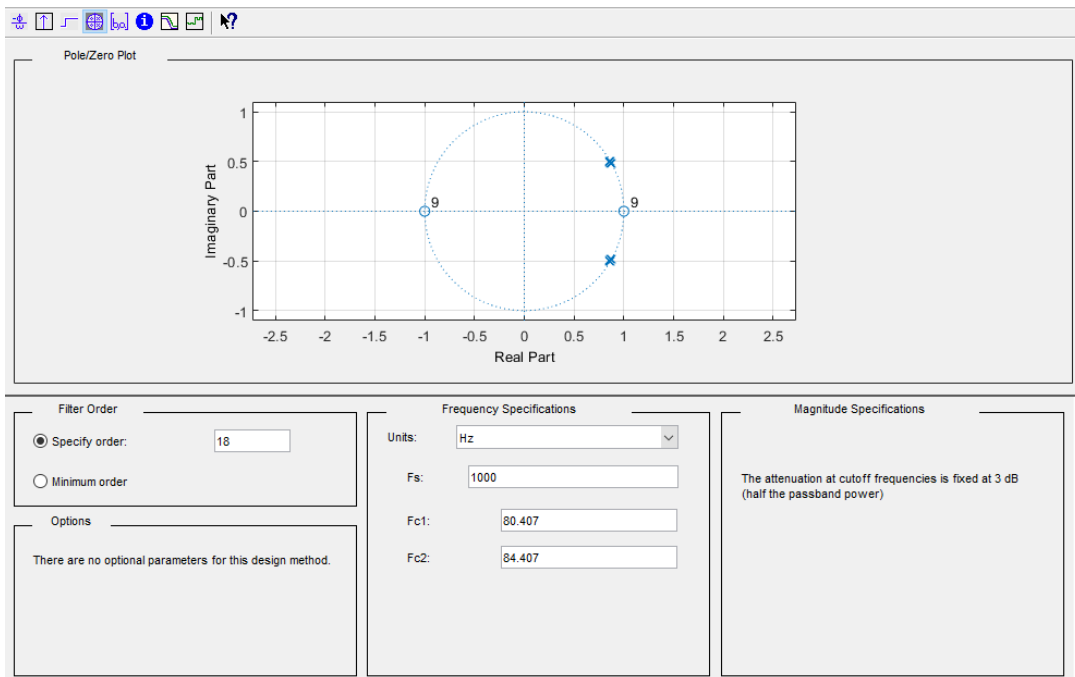 Pole/Zero Plot
1
0.5
0
-0.5
-1
Imaginary Part
9
9
-2.5 -2 -1.5 -1 -0.5 0 0.5 1 1.5 2 2.5
Real Part
Filter Order
Specify order: 18
Minimum order
Options
There are no optional parameters for this design method.
Frequency Specifications
Units: Hz
Fs: 1000
Fc1: 80.407
Fc2: 84.407
Magnitude Specifications
The attenuation at cutoff frequencies is fixed at 3 dB
(half the passband power)